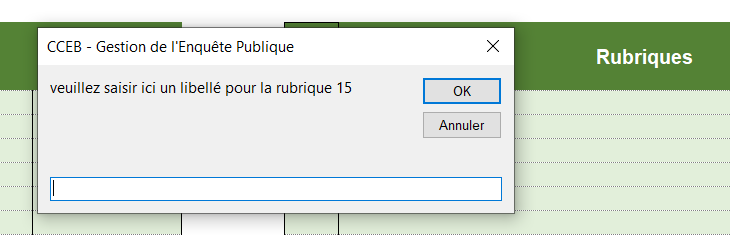 CCEB - Gestion de l'Enquête Publique
Rubriques
veuillez saisir ici un libellé pour la rubrique 15
OK
Annuler